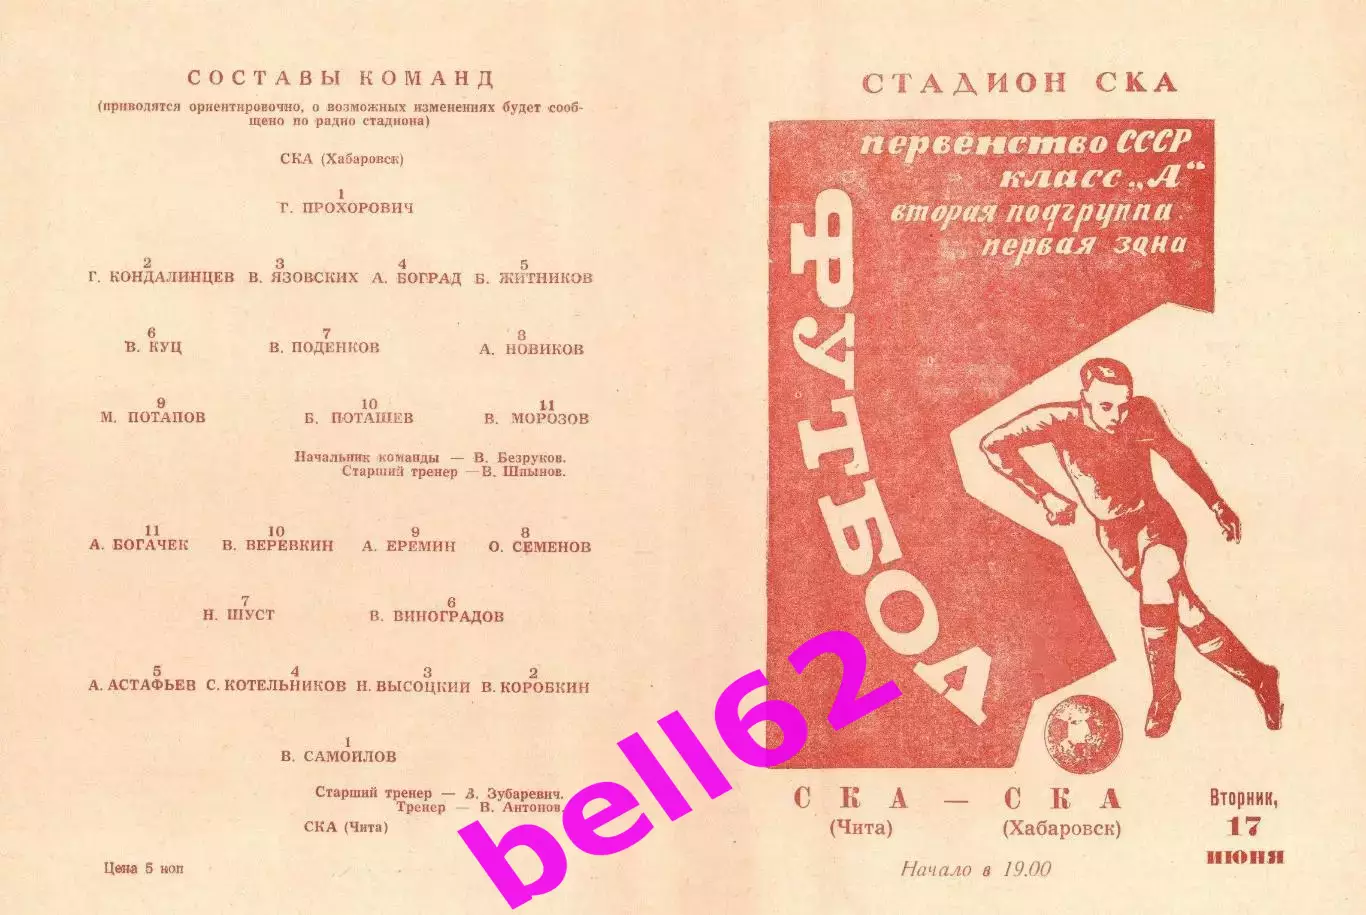 СОСТАВЫ КОМАНД
(приводятся ориентировочно, о возможных изменениях будет сооб-
щено по радио стадиона)
СКА (Хабаровск)
1
Г. ПРОХОРОВИЧ
2 3 4 5
Г. КОНДАЛИНЦЕВ В. ЯЗОВСКИХ А. БОГРАД Б. ЖИТНИКОВ
6 7 8
В. КУЦ В. ПОДЕНКОВ А. НОВИКОВ
9 10 11
М. ПОТАПОВ Б. ПОТАШЕВ В. МОРОЗОВ
Начальник команды — В. Безруков.
Старший тренер — В. Шпынов.
11 10 9 8
А. БОГАЧЕК В. ВЕРЕВКИН А. ЕРЕМИН О. СЕМЕНОВ
7 6
Н. ШУСТ В. ВИНОГРАДОВ
5 4 3 2
А. АСТАФЬЕВ С. КОТЕЛЬНИКОВ Н. ВЫСОЦКИЙ В. КОРОБКИН
1
В. САМОЙЛОВ
Старший тренер — В. Зубаревич.
Тренер — В. Антонов.
СКА (Чита)
Цена 5 коп
СТАДИОН СКА
первенство СССР
класс „А“
вторая подгруппа
первая зона
ФУТБОЛ
СКА — СКА
(Чита) (Хабаровск)
Вторник,
17
июня
Начало в 19.00
bell62